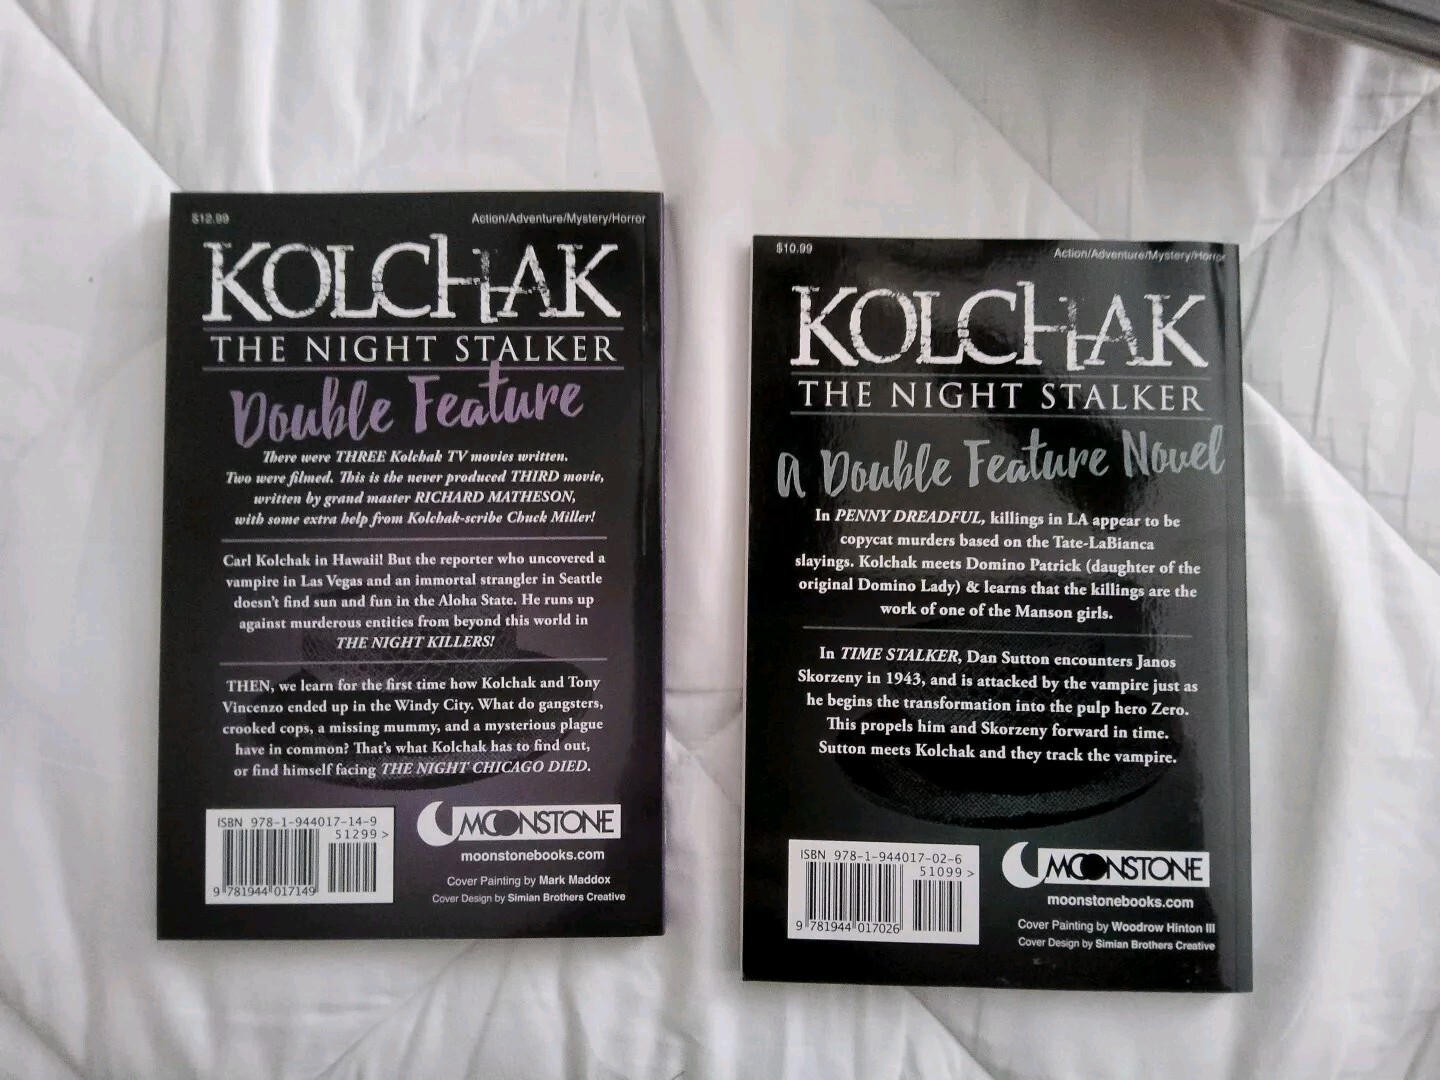 $12.99
Action/Adventure/Mystery/Horror
KOLCHAK
THE NIGHT STALKER
Double Feature
There were THREE Kolchak TV movies written.
Two were filmed. This is the never produced THIRD movie,
written by grand master RICHARD MATHESON,
with some extra help from Kolchak-scribe Chuck Miller!
Carl Kolchak in Hawaii! But the reporter who uncovered a
vampire in Las Vegas and an immortal strangler in Seattle
doesn't find sun and fun in the Aloha State. He runs up
against murderous entities from beyond this world in
THE NIGHT KILLERS!
THEN, we learn for the first time how Kolchak and Tony
Vincenzo ended up in the Windy City. What do gangsters,
crooked cops, a missing mummy, and a mysterious plague
have in common? That's what Kolchak has to find out,
or find himself facing THE NIGHT CHICAGO DIED.
ISBN 978-1-944017-14-9
51299 >
9 781944 017149
MOONSTONE
moonstonebooks.com
Cover Painting by Mark Maddox
Cover Design by Simian Brothers Creative
$10.99
Action/Adventure/Mystery/Horror
KOLCHAK
THE NIGHT STALKER
A Double Feature Novel
In PENNY DREADFUL, killings in LA appear to be
copycat murders based on the Tate-LaBianca
slayings. Kolchak meets Domino Patrick (daughter of the
original Domino Lady) & learns that the killings are the
work of one of the Manson girls.
In TIME STALKER, Dan Sutton encounters Janos
Skorzeny in 1943, and is attacked by the vampire just as
he begins the transformation into the pulp hero Zero.
This propels him and Skorzeny forward in time.
Sutton meets Kolchak and they track the vampire.
ISBN 978-1-944017-02-6
51099 >
9 781944 017026
MOONSTONE
moonstonebooks.com
Cover Painting by Woodrow Hinton III
Cover Design by Simian Brothers Creative